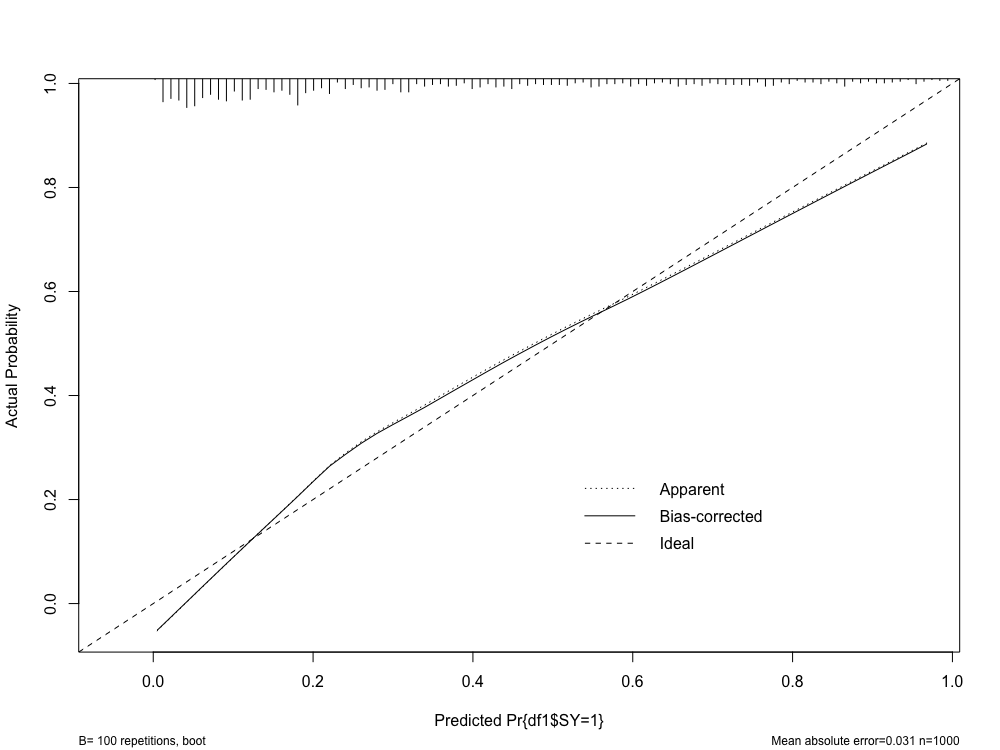 Actual Probability
1.0
0.8
0.6
0.4
0.2
0.0
Apparent
Bias-corrected
Ideal
0.0 0.2 0.4 0.6 0.8 1.0
Predicted Pr{df1$SY=1}
B= 100 repetitions, boot
Mean absolute error=0.031 n=1000